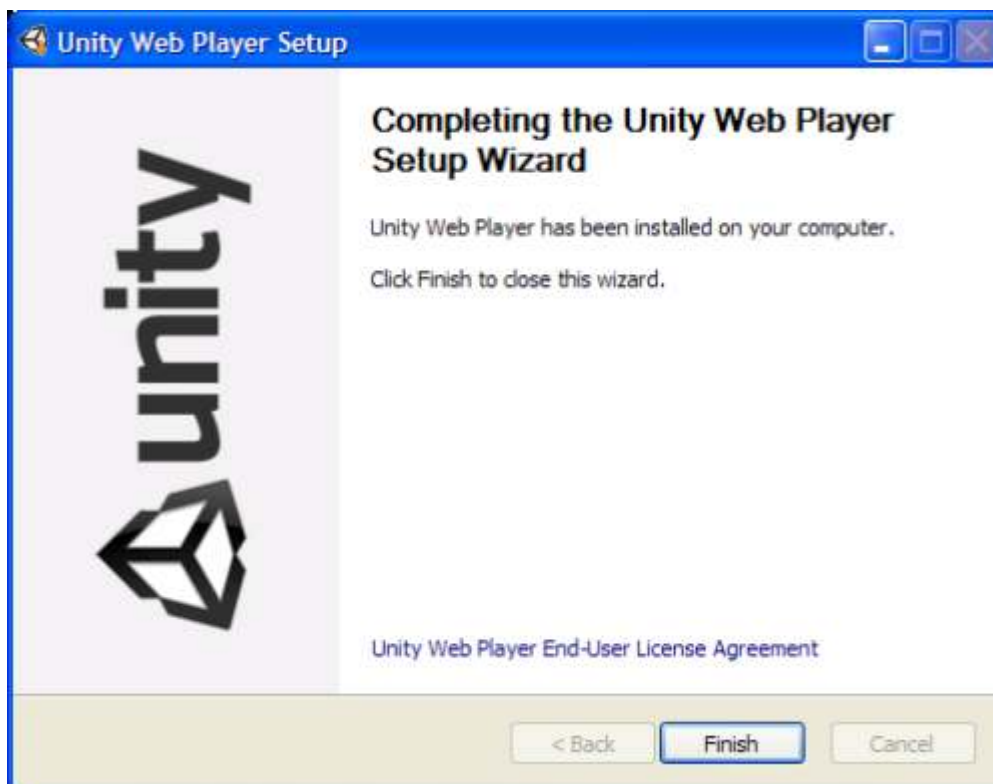 Unity Web Player Setup
unity
Completing the Unity Web Player
Setup Wizard
Unity Web Player has been installed on your computer.
Click Finish to close this wizard.
Unity Web Player End-User License Agreement
< Back
Finish
Cancel